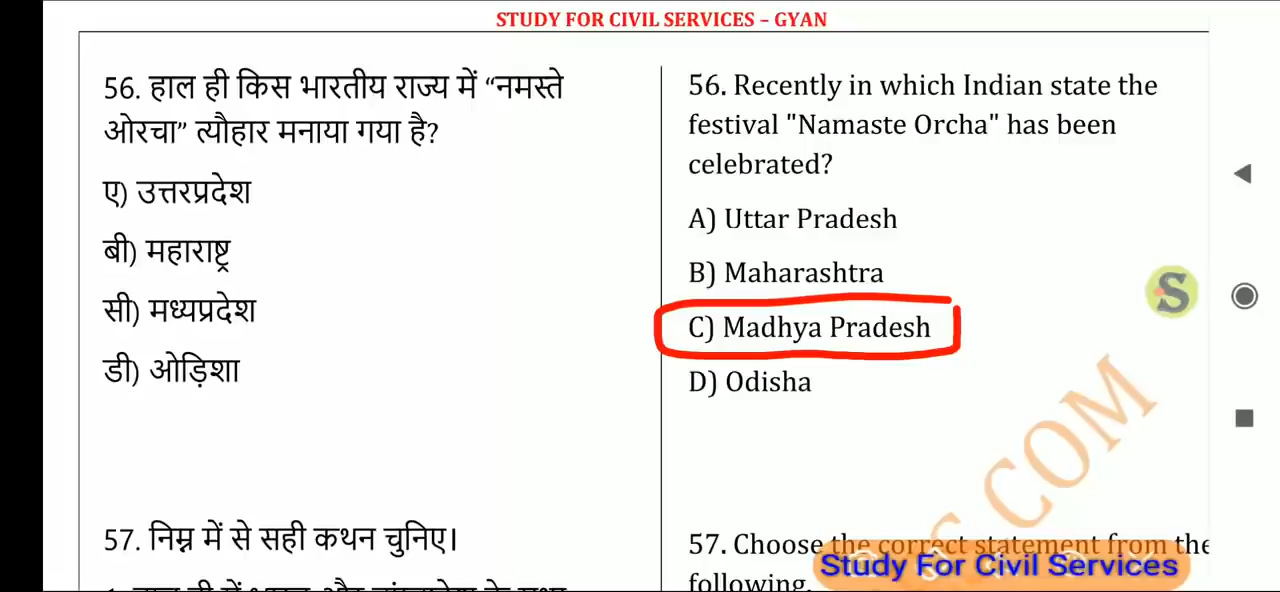 STUDY FOR CIVIL SERVICES – GYAN
56. हाल ही किस भारतीय राज्य में “नमस्ते
ओरचा” त्यौहार मनाया गया है?
ए) उत्तरप्रदेश
बी) महाराष्ट्र
सी) मध्यप्रदेश
डी) ओड़िशा
57. निम्न में से सही कथन चुनिए।
56. Recently in which Indian state the
festival "Namaste Orcha" has been
celebrated?
A) Uttar Pradesh
B) Maharashtra
C) Madhya Pradesh
D) Odisha
57. Choose the correct statement from the
following.
S
COM
Study For Civil Services